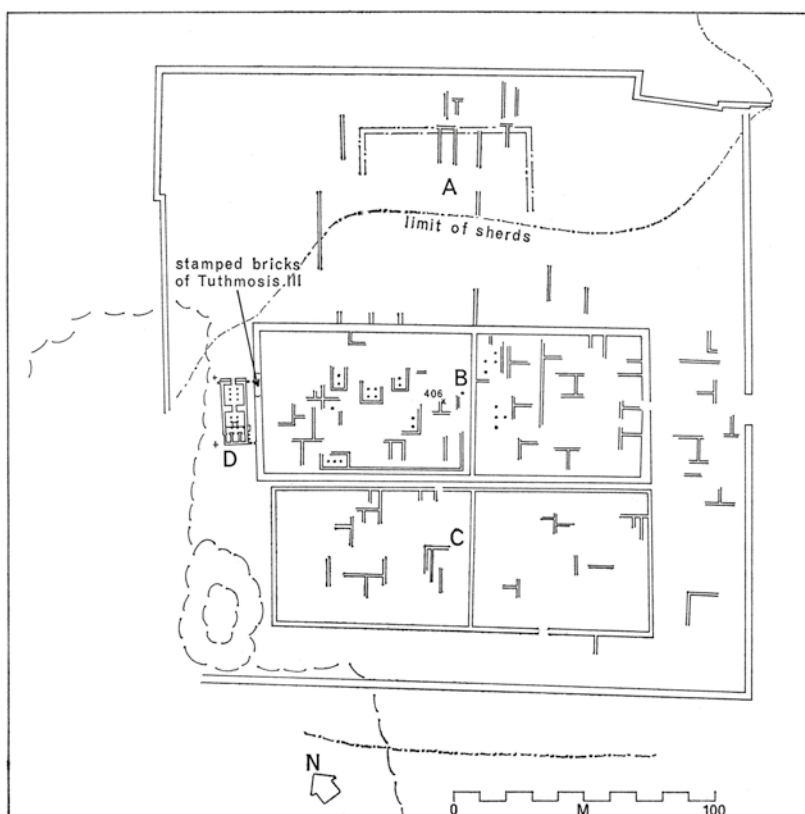 A
limit of sherds
stamped bricks
of Tuthmosis III
B
406
D
C
N
0 M 100